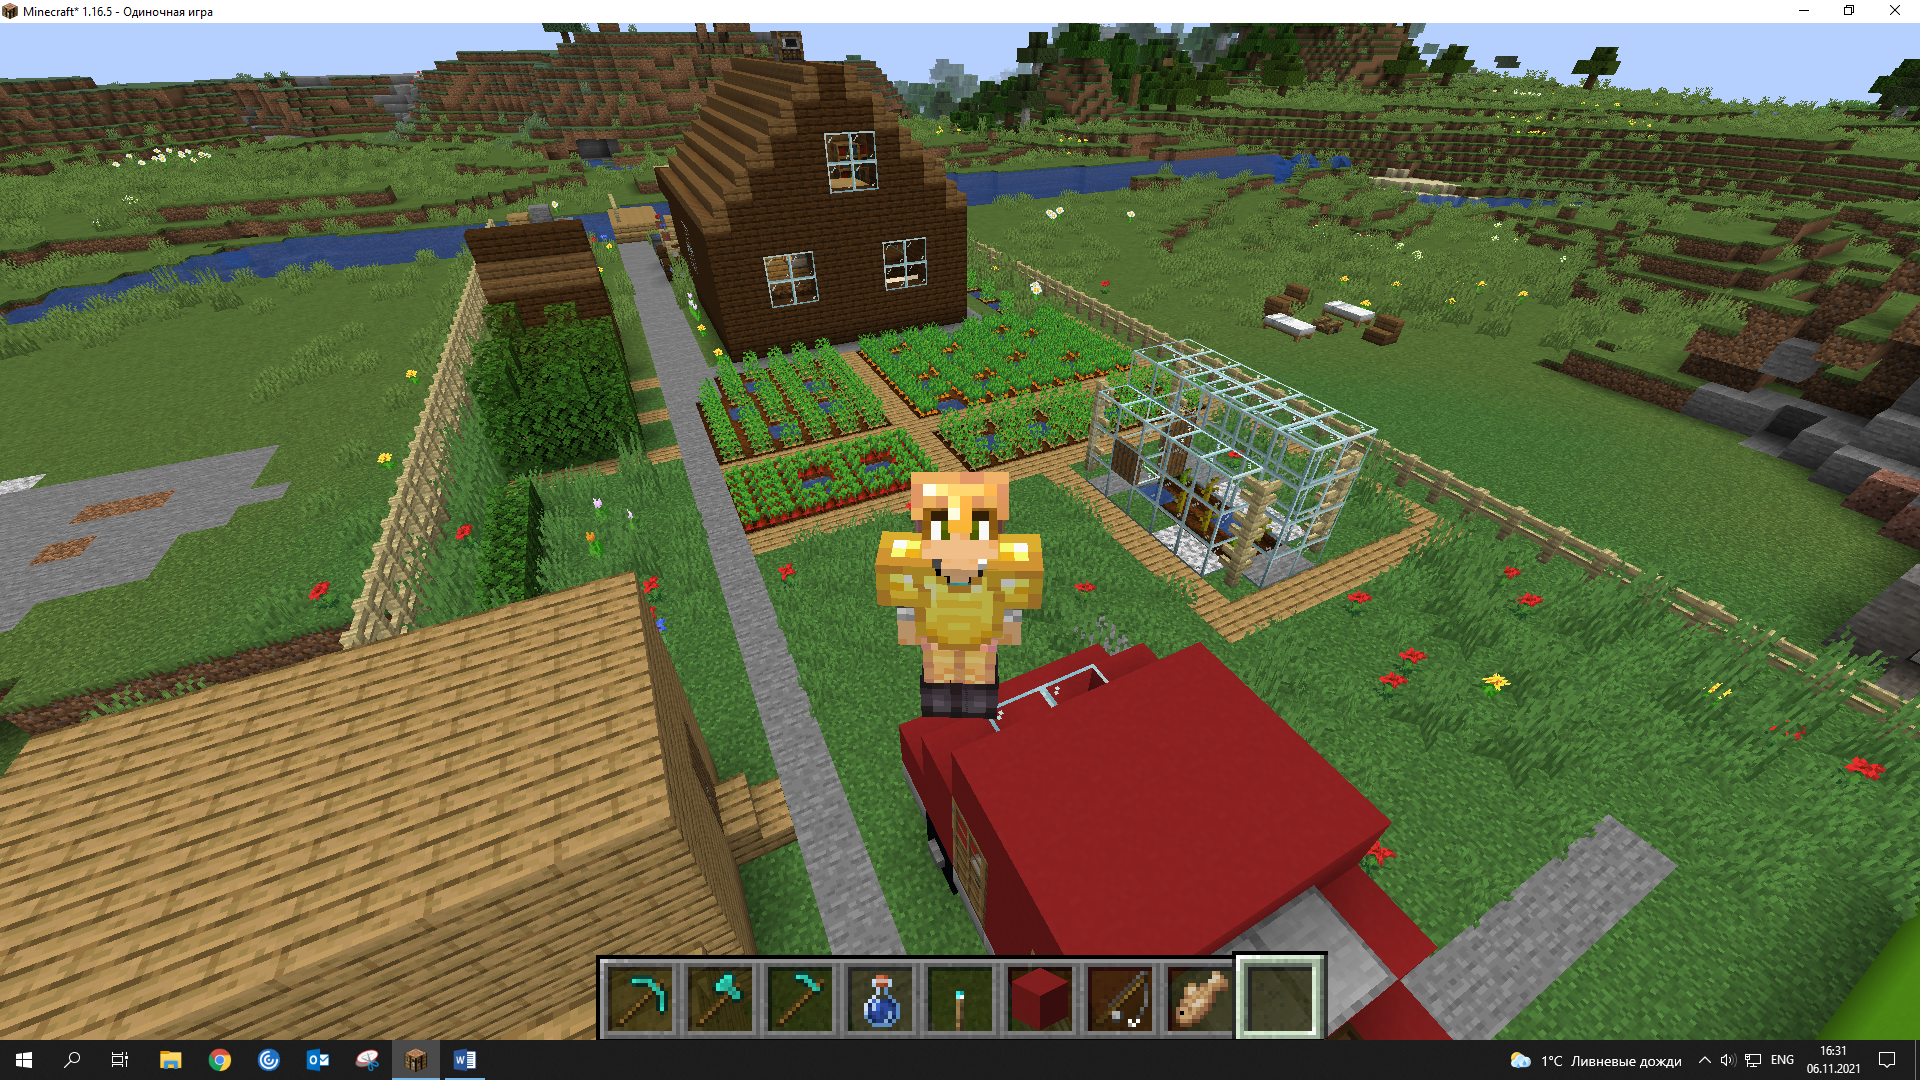 Minecraft* 1.16.5 - Одиночная игра
1°C Ливневые дожди
ENG
16:31
06.11.2021